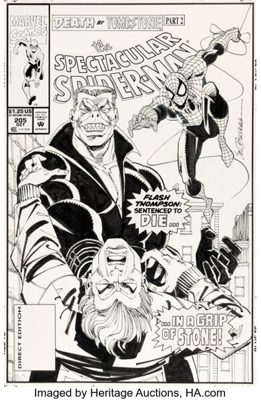 DEATH BY TOMBSTONE PART 2
MARVEL COMICS
the
SPECTACULAR
SPIDER-MAN
$1.25 US
205
OCT
FLASH
THOMPSON:
SENTENCED TO
DIE...
...IN A GRIP
OF STONE!
DIRECT EDITION
Imaged by Heritage Auctions, HA.com